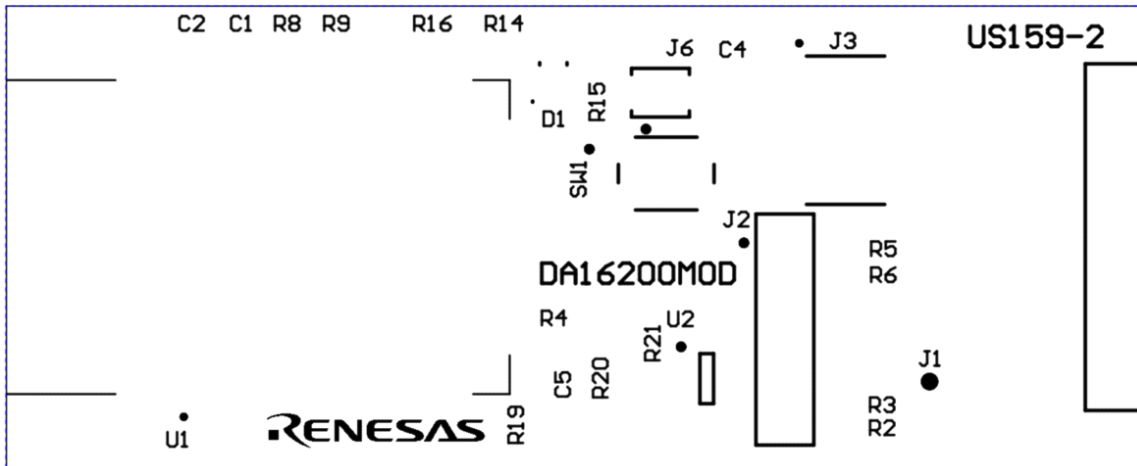 C2 C1 R8 R9 R16 R14
J6 C4 J3 US159-2
R15
D1
SW1
J2
R5
DA16200MOD R6
R4 U2
R21
J1
C5 R20
R3
R19
U1 RENESAS R2